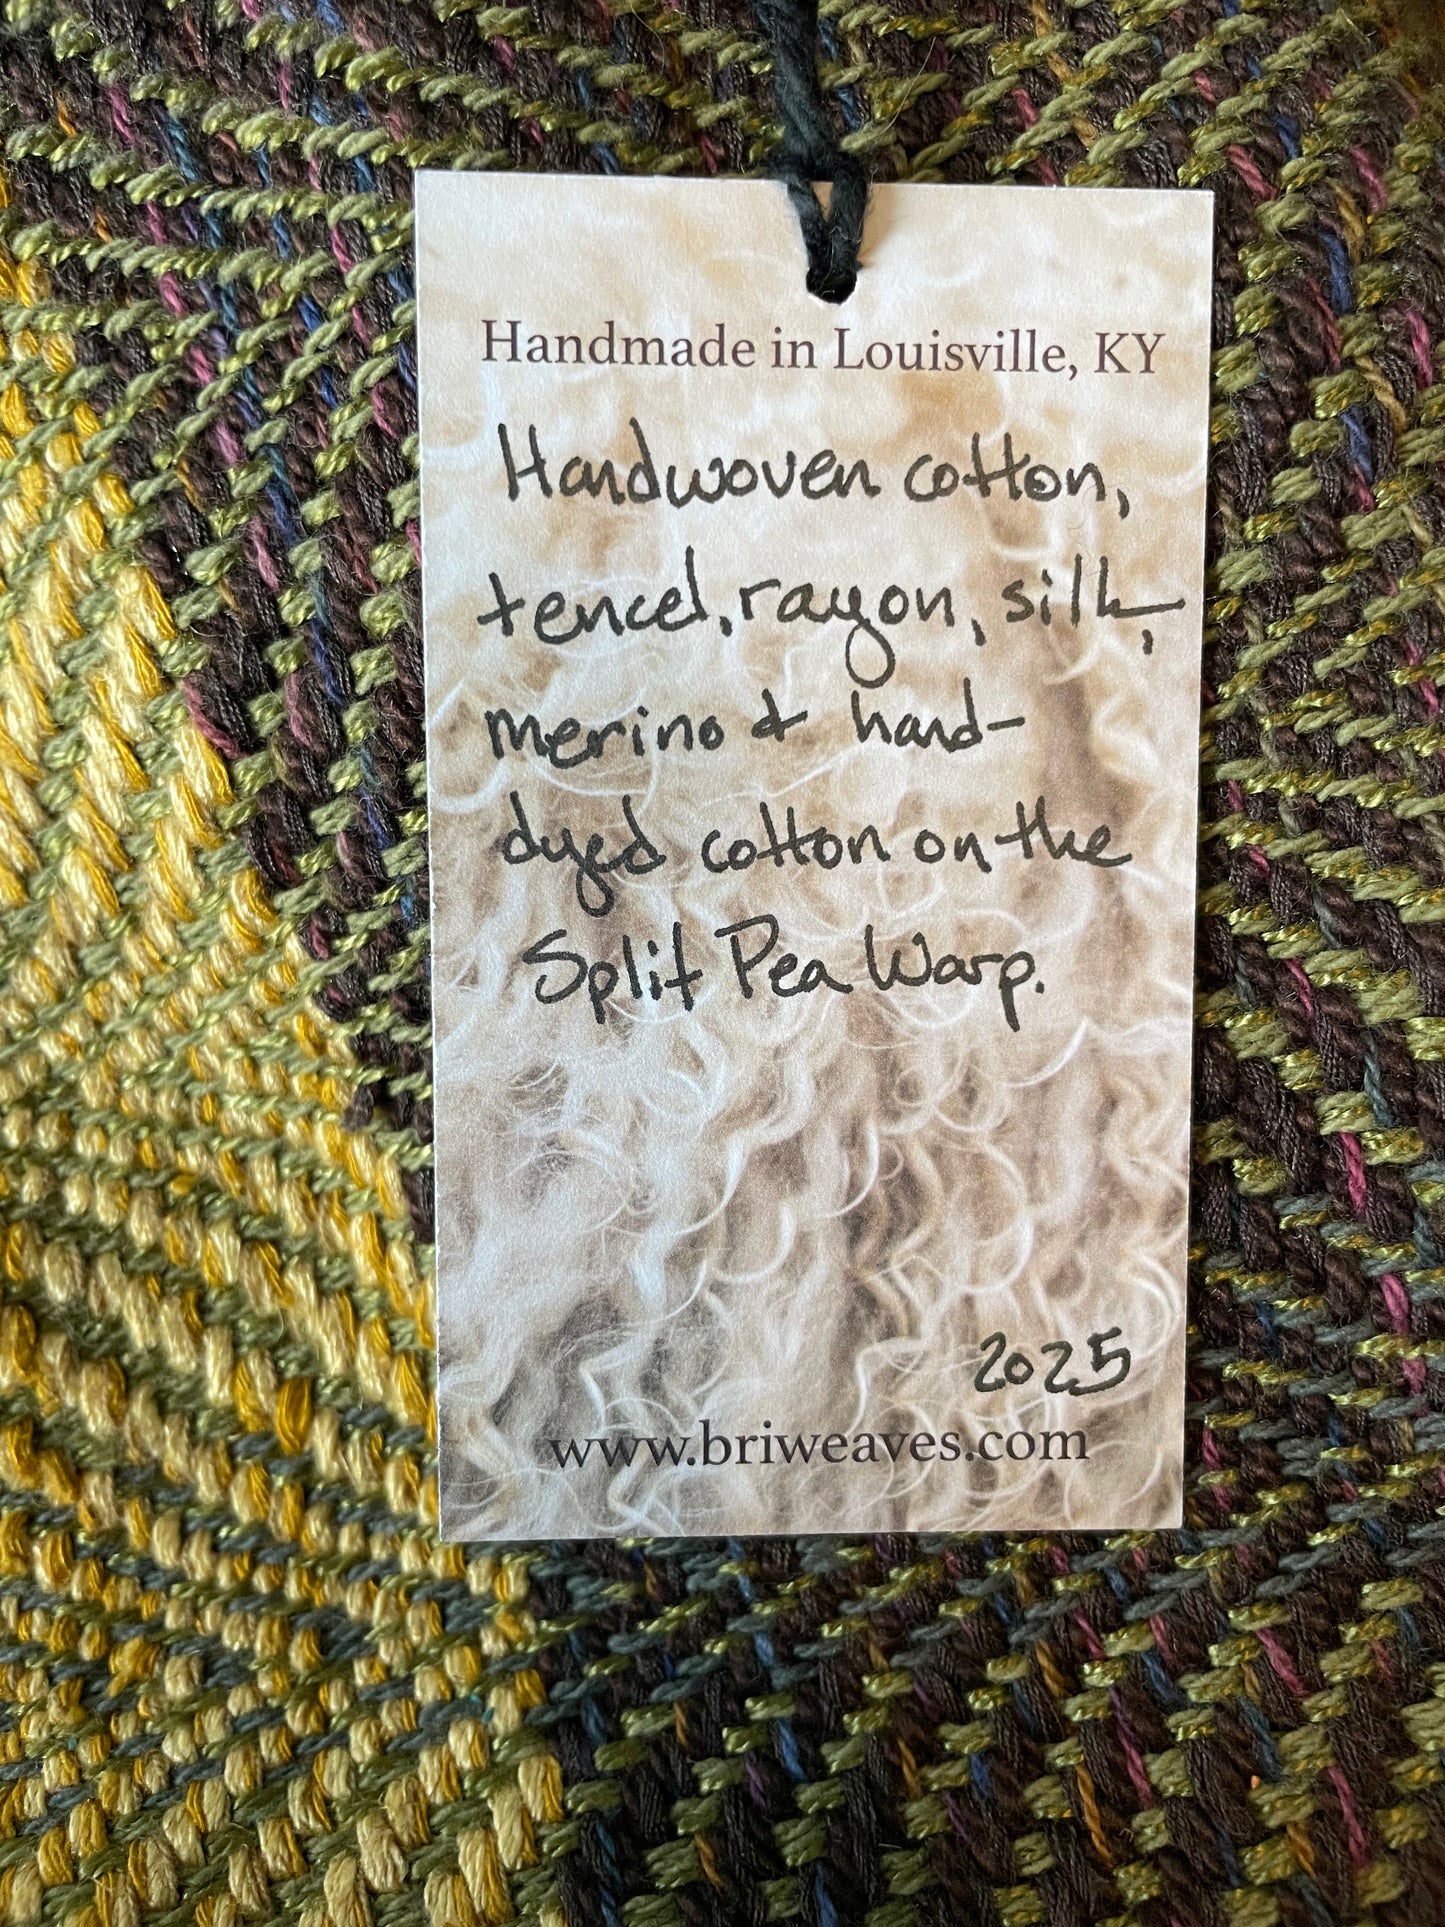 Handmade in Louisville, KY
Handwoven cotton,
tencel, rayon, silk,
merino & hand-
dyed cotton on the
Split Pea Warp.
2025
www.briweaves.com